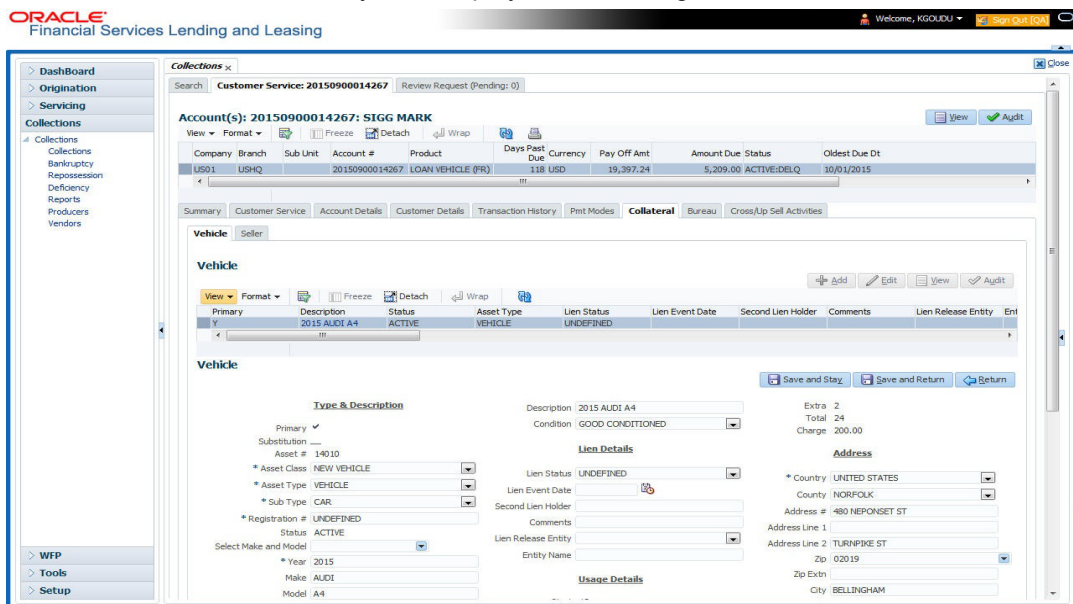 ORACLE
Financial Services Lending and Leasing
Welcome, KGOUDU
Sign Out [QA]
Close
DashBoard
Origination
Servicing
Collections
Collections
Collections
Bankruptcy
Repossession
Deficiency
Reports
Producers
Vendors
WFP
Tools
Setup
Collections x
Search Customer Service: 20150900014267 Review Request (Pending: 0)
Account(s): 20150900014267: SIGG MARK
View Audit
View Format Freeze Detach Wrap
Company Branch Sub Unit Account # Product Days Past Due Currency Pay Off Amt Amount Due Status Oldest Due Dt
US01 USHQ 20150900014267 LOAN VEHICLE (FR) 118 USD 19,397.24 5,209.00 ACTIVE:DELQ 10/01/2015
Summary Customer Service Account Details Customer Details Transaction History Pmt Modes Collateral Bureau Cross/Up Sell Activities
Vehicle Seller
Vehicle
Add Edit View Audit
View Format Freeze Detach Wrap
Primary Description Status Asset Type Lien Status Lien Event Date Second Lien Holder Comments Lien Release Entity Ent
Y 2015 AUDI A4 ACTIVE VEHICLE UNDEFINED
Vehicle
Save and Stay Save and Return Return
Type & Description
Primary
Substitution
Asset # 14010
* Asset Class NEW VEHICLE
* Asset Type VEHICLE
* Sub Type CAR
* Registration # UNDEFINED
Status ACTIVE
Select Make and Model
* Year 2015
Make AUDI
Model A4
Description 2015 AUDI A4
Condition GOOD CONDITIONED
Lien Details
Lien Status UNDEFINED
Lien Event Date
Second Lien Holder
Comments
Lien Release Entity
Entity Name
Usage Details
Extra 2
Total 24
Charge 200.00
Address
* Country UNITED STATES
County NORFOLK
Address # 480 NEPONSET ST
Address Line 1
Address Line 2 TURNPIKE ST
Zip 02019
Zip Extn
City BELLINGHAM